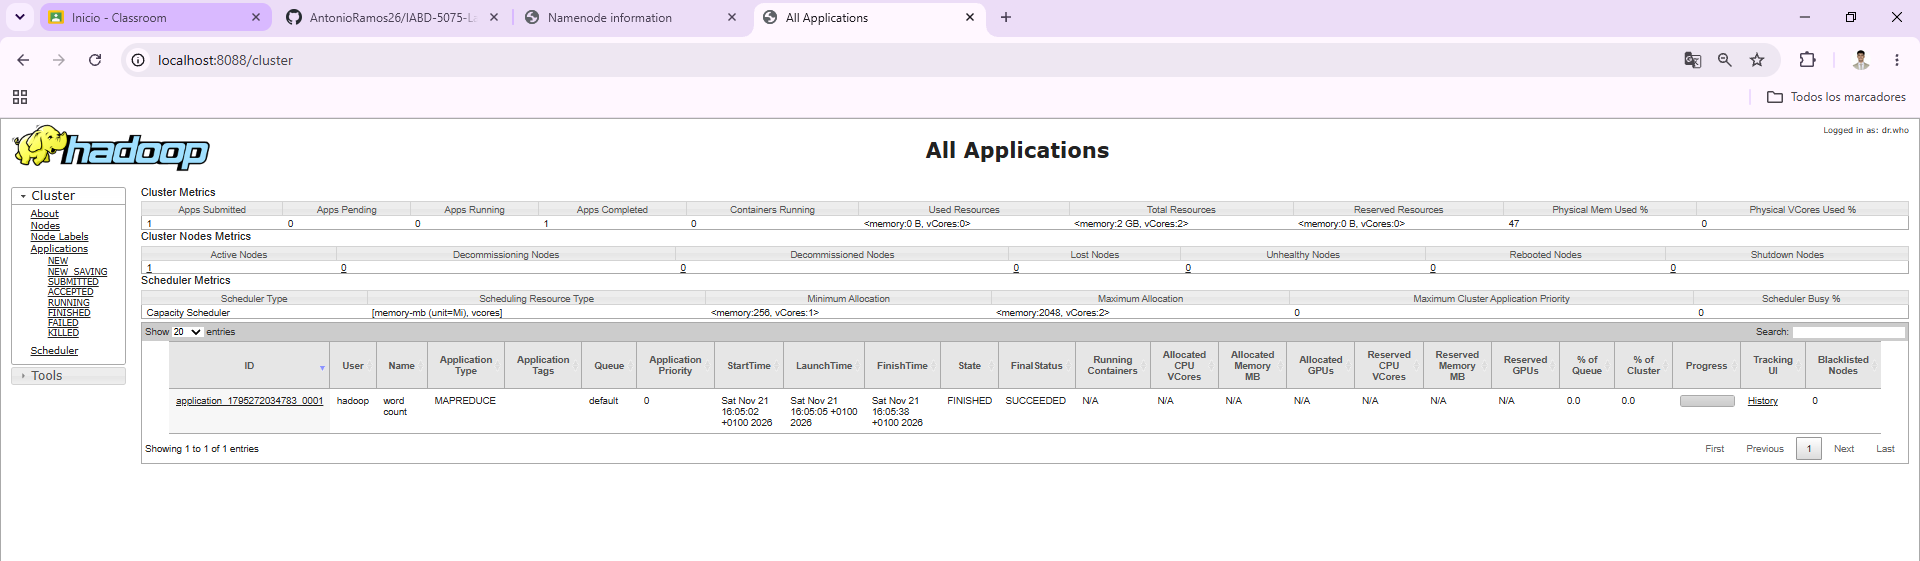 Inicio - Classroom
AntonioRamos26/IABD-5075-La
Namenode information
All Applications
localhost:8088/cluster
Todos los marcadores
hadoop
All Applications
Logged in as: dr.who
Cluster
About
Nodes
Node Labels
Applications
NEW
NEW_SAVING
SUBMITTED
ACCEPTED
RUNNING
FINISHED
FAILED
KILLED
Scheduler
Tools
Cluster Metrics
Apps Submitted Apps Pending Apps Running Apps Completed Containers Running Used Resources Total Resources Reserved Resources Physical Mem Used % Physical VCores Used %
1 0 0 1 0 <memory:0 B, vCores:0> <memory:2 GB, vCores:2> <memory:0 B, vCores:0> 47 0
Cluster Nodes Metrics
Active Nodes Decommissioning Nodes Decommissioned Nodes Lost Nodes Unhealthy Nodes Rebooted Nodes Shutdown Nodes
1 0 0 0 0 0 0
Scheduler Metrics
Scheduler Type Scheduling Resource Type Minimum Allocation Maximum Allocation Maximum Cluster Application Priority Scheduler Busy %
Capacity Scheduler [memory-mb (unit=Mi), vcores] <memory:256, vCores:1> <memory:2048, vCores:2> 0 0
Show 20 entries Search:
ID User Name Application Type Application Tags Queue Application Priority StartTime LaunchTime FinishTime State FinalStatus Running Containers Allocated CPU VCores Allocated Memory MB Allocated GPUs Reserved CPU VCores Reserved Memory MB Reserved GPUs % of Queue % of Cluster Progress Tracking UI Blacklisted Nodes
application_1795272034783_0001 hadoop word count MAPREDUCE default 0 Sat Nov 21 16:05:02 +0100 2026 Sat Nov 21 16:05:05 +0100 2026 Sat Nov 21 16:05:38 +0100 2026 FINISHED SUCCEEDED N/A N/A N/A N/A N/A N/A N/A 0.0 0.0 History 0
Showing 1 to 1 of 1 entries First Previous 1 Next Last